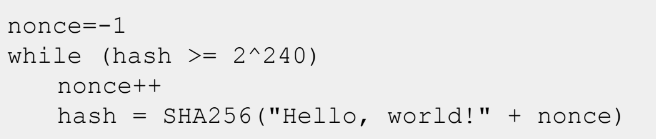 nonce=-1
while (hash >= 2^240)
    nonce++
    hash = SHA256("Hello, world!" + nonce)